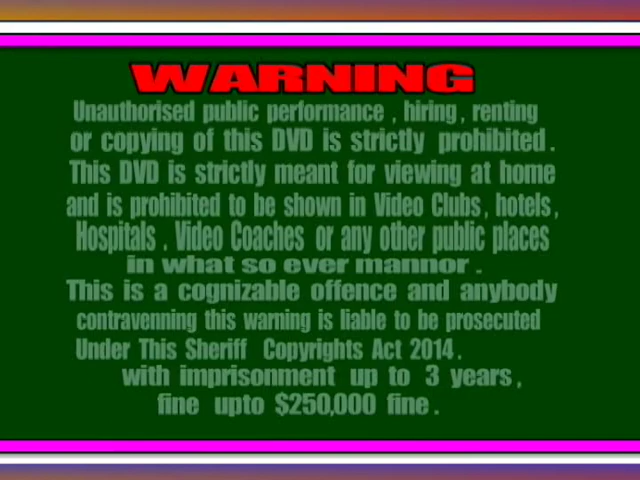 WARNING
Unauthorised public performance , hiring , renting
or copying of this DVD is strictly prohibited .
This DVD is strictly meant for viewing at home
and is prohibited to be shown in Video Clubs , hotels ,
Hospitals . Video Coaches or any other public places
in what so ever mannor .
This is a cognizable offence and anybody
contravenning this warning is liable to be prosecuted
Under This Sheriff Copyrights Act 2014 .
with imprisonment up to 3 years ,
fine upto $250,000 fine .